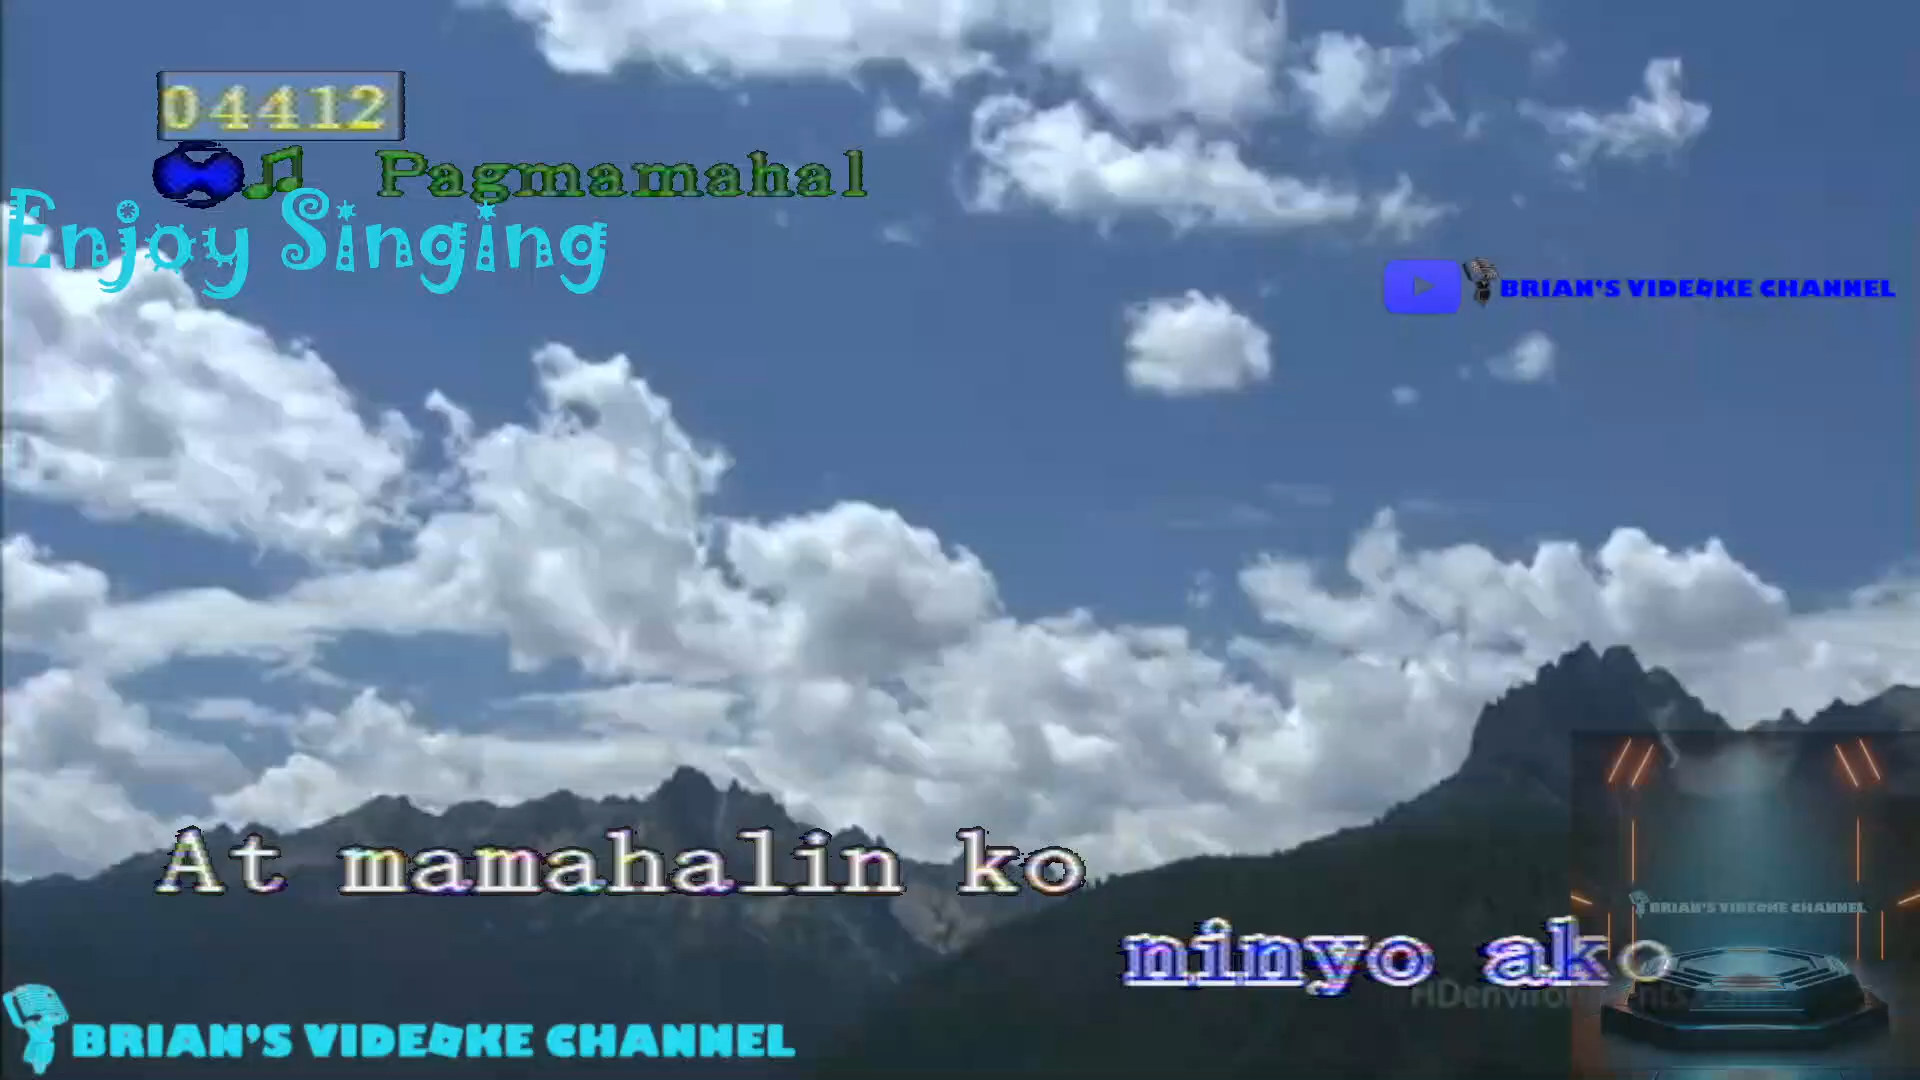 04412
Pagmamahal
Enjoy Singing
BRIAN'S VIDEOKE CHANNEL
At mamahalin ko
BRIAN'S VIDEOKE CHANNEL
ninyo ako
BRIAN'S VIDEOKE CHANNEL